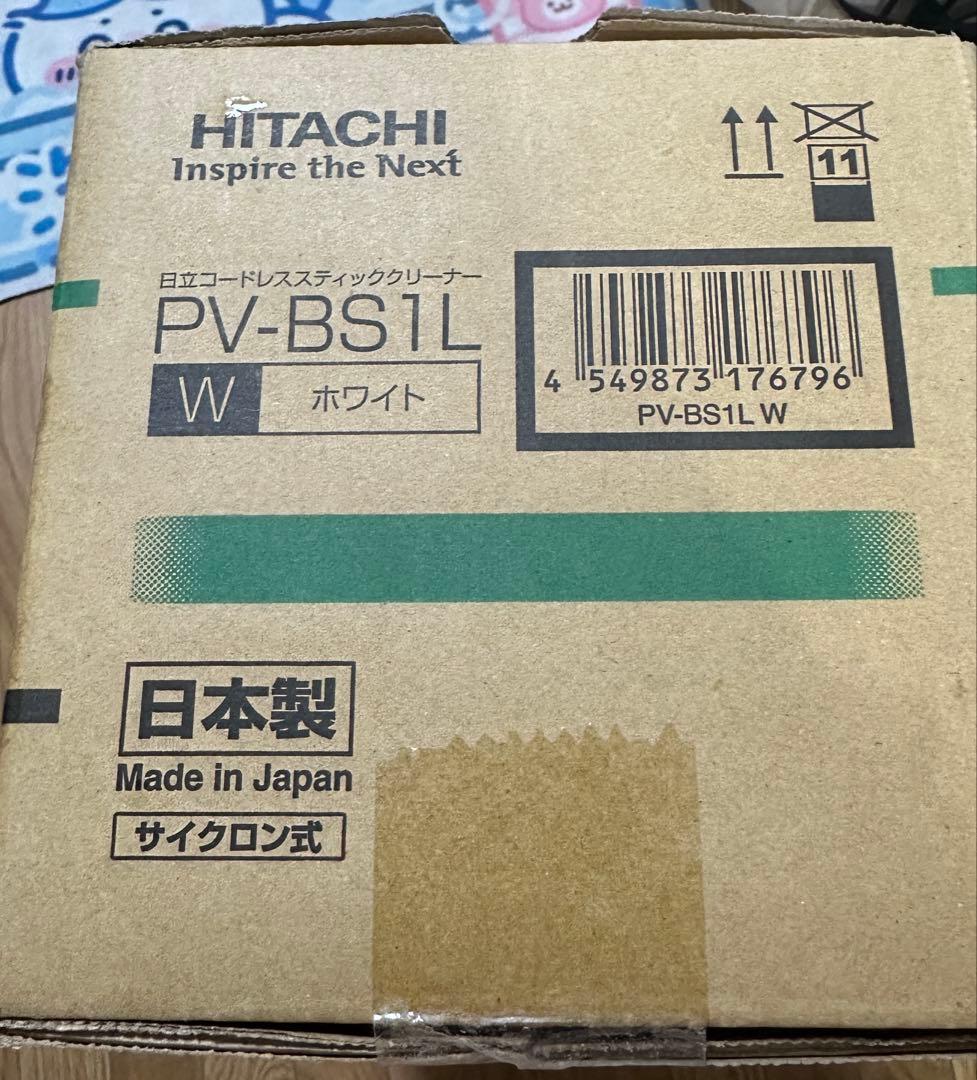 HITACHI
Inspire the Next
11
日立コードレススティッククリーナー
PV-BS1L
W ホワイト
4 549873 176796
PV-BS1L W
日本製
Made in Japan
サイクロン式